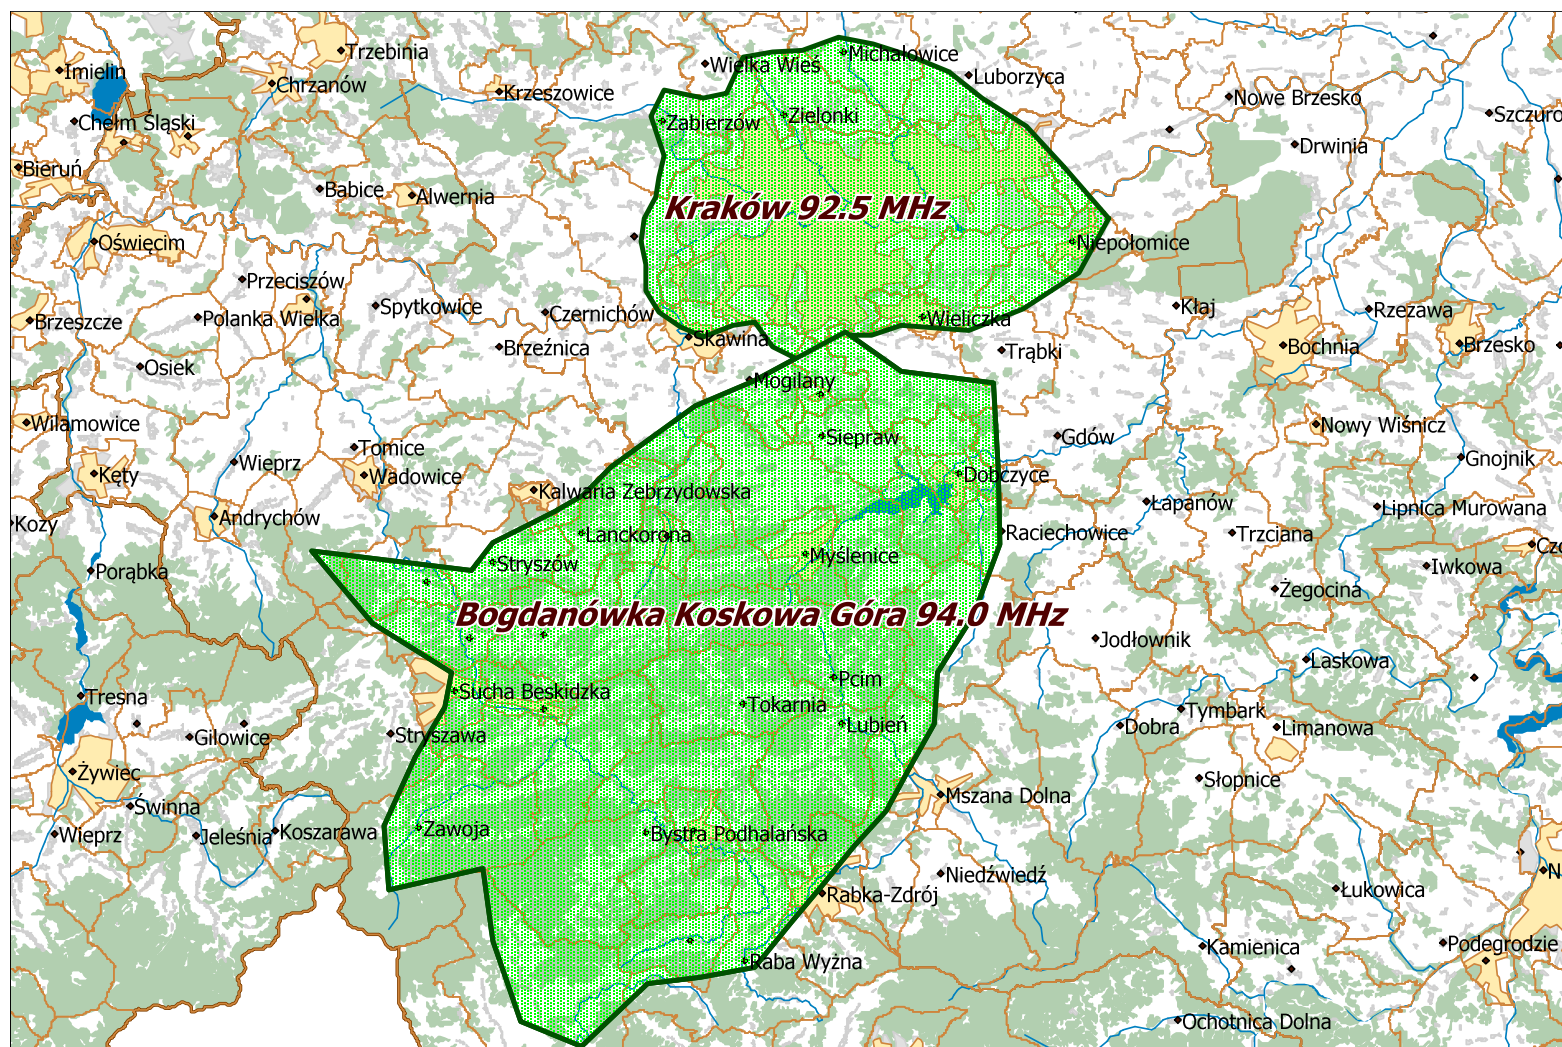 Trzebinia
Michałowice
Wielka Wieś
Imielin
Luborzyca
Chrzanów
Krzeszowice
Nowe Brzesko
Zielonki
Szczuro
Chełm Śląski
Zabierzów
Drwinia
Bieruń
Babice
Alwernia
Kraków 92.5 MHz
Oświęcim
Niepołomice
Przeciszów
Spytkowice
Kłaj
Rzezawa
Czernichów
Polanka Wielka
Wieliczka
Brzeszcze
Skawina
Brzeźnica
Trąbki
Bochnia
Brzesko
Osiek
Mogilany
Wilamowice
Nowy Wiśnicz
Siepraw
Gdów
Tomice
Gnojnik
Wieprz
Kęty
Wadowice
Dobczyce
Kalwaria Zebrzydowska
Łapanów
Lipnica Murowana
Andrychów
Kozy
Raciechowice
Trzciana
Lanckorona
Czc
Myślenice
Stryszów
Iwkowa
Porąbka
Żegocina
Bogdanówka Koskowa Góra 94.0 MHz
Jodłownik
Laskowa
Pcim
Sucha Beskidzka
Tresna
Tokarnia
Tymbark
Lubień
Dobra
Limanowa
Stryszawa
Gilowice
Żywiec
Słopnice
Mszana Dolna
Świnna
Zawoja
Koszarawa
Bystra Podhalańska
Wieprz
Jeleśnia
N
Niedźwiedź
Łukowica
Rabka-Zdrój
Podegrodzie
Kamienica
Raba Wyżna
Ochotnica Dolna